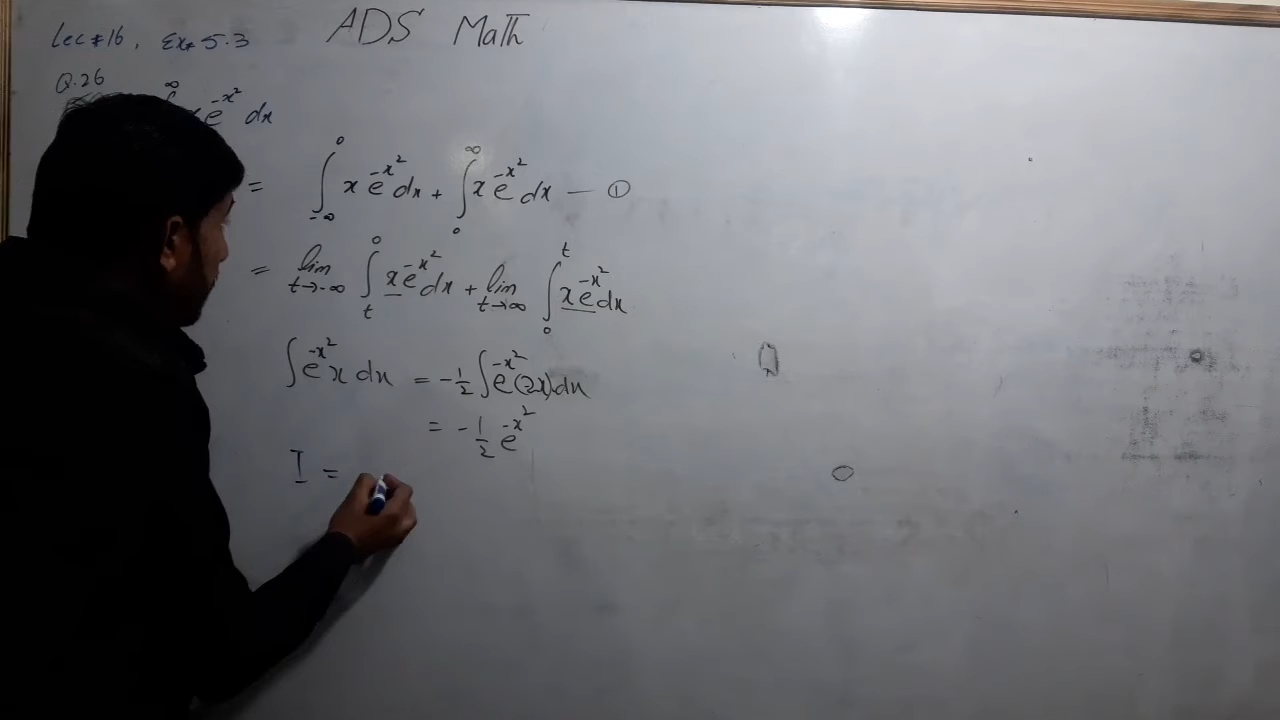 ADS Math
Lec # 16, Ex # 5.3
Q.26
∞ e^{-x²} dx
= ∫_{-∞}^{0} x e^{-x²} dx + ∫_{0}^{∞} x e^{-x²} dx — ①
= lim_{t→-∞} ∫_{t}^{0} x e^{-x²} dx + lim_{t→∞} ∫_{0}^{t} x e^{-x²} dx
∫ e^{-x²} x dx = -1/2 ∫ e^{-x²} (2x).dx
= -1/2 e^{-x²}
I =